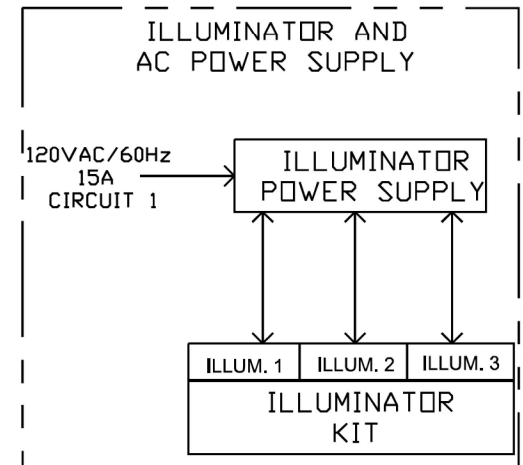 ILLUMINATOR AND
AC POWER SUPPLY
120VAC/60Hz
15A
CIRCUIT 1
ILLUMINATOR
POWER SUPPLY
ILLUM. 1
ILLUM. 2
ILLUM. 3
ILLUMINATOR
KIT